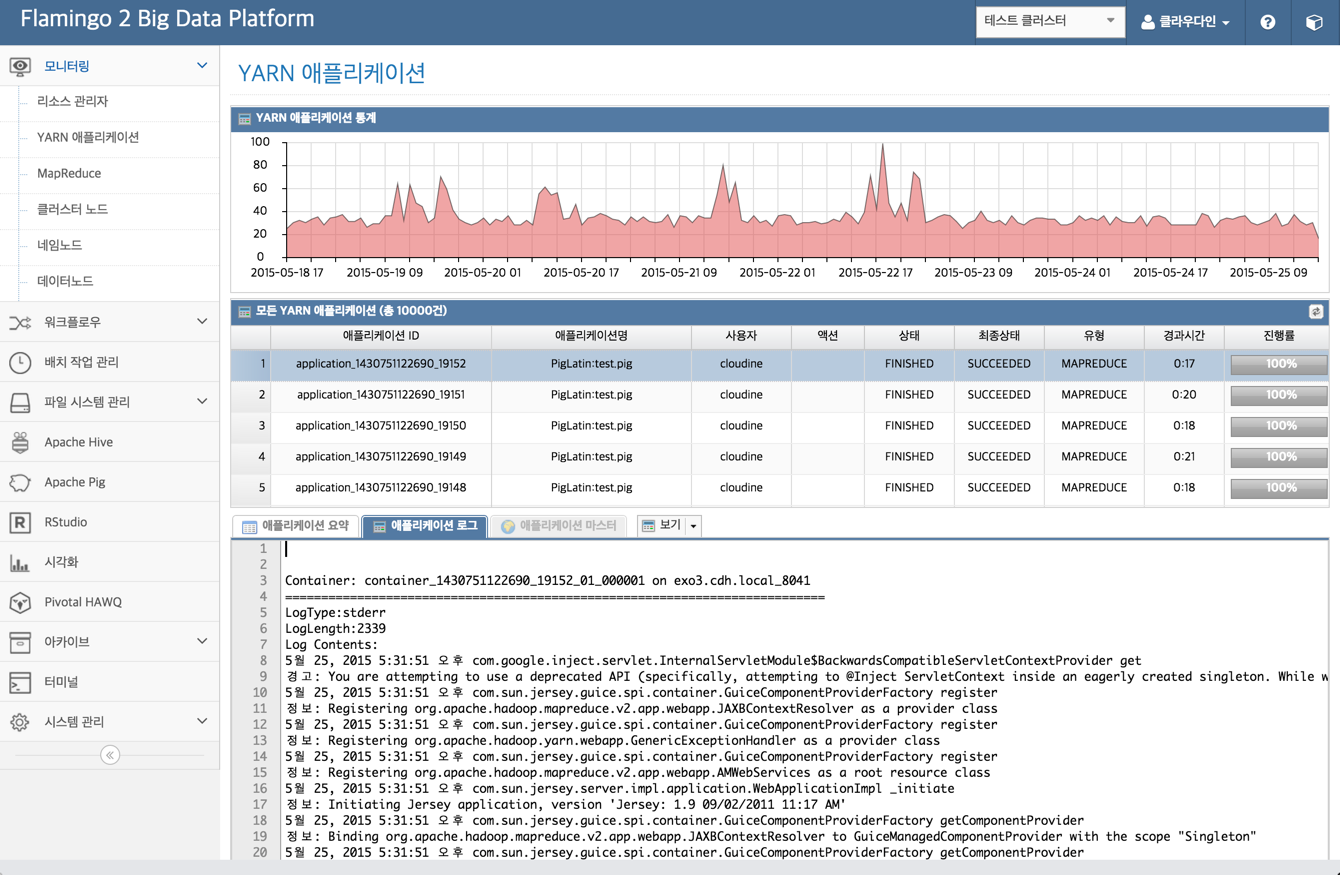 Flamingo 2 Big Data Platform
테스트 클러스터
클라우다인
모니터링
리소스 관리자
YARN 애플리케이션
MapReduce
클러스터 노드
네임노드
데이터노드
워크플로우
배치 작업 관리
파일 시스템 관리
Apache Hive
Apache Pig
RStudio
시각화
Pivotal HAWQ
아카이브
터미널
시스템 관리
YARN 애플리케이션
YARN 애플리케이션 통계
100
80
60
40
20
0
2015-05-18 17 2015-05-19 09 2015-05-20 01 2015-05-20 17 2015-05-21 09 2015-05-22 01 2015-05-22 17 2015-05-23 09 2015-05-24 01 2015-05-24 17 2015-05-25 09
모든 YARN 애플리케이션 (총 10000건)
애플리케이션 ID 애플리케이션명 사용자 액션 상태 최종상태 유형 경과시간 진행률
1 application_1430751122690_19152 PigLatin:test.pig cloudine FINISHED SUCCEEDED MAPREDUCE 0:17 100%
2 application_1430751122690_19151 PigLatin:test.pig cloudine FINISHED SUCCEEDED MAPREDUCE 0:20 100%
3 application_1430751122690_19150 PigLatin:test.pig cloudine FINISHED SUCCEEDED MAPREDUCE 0:18 100%
4 application_1430751122690_19149 PigLatin:test.pig cloudine FINISHED SUCCEEDED MAPREDUCE 0:21 100%
5 application_1430751122690_19148 PigLatin:test.pig cloudine FINISHED SUCCEEDED MAPREDUCE 0:18 100%
애플리케이션 요약 애플리케이션 로그 애플리케이션 마스터 보기
1
2
3 Container: container_1430751122690_19152_01_000001 on exo3.cdh.local_8041
4 ===========================================================================
5 LogType:stderr
6 LogLength:2339
7 Log Contents:
8 5월 25, 2015 5:31:51 오후 com.google.inject.servlet.InternalServletModule$BackwardsCompatibleServletContextProvider get
9 경고: You are attempting to use a deprecated API (specifically, attempting to @Inject ServletContext inside an eagerly created singleton. While w
10 5월 25, 2015 5:31:51 오후 com.sun.jersey.guice.spi.container.GuiceComponentProviderFactory register
11 정보: Registering org.apache.hadoop.mapreduce.v2.app.webapp.JAXBContextResolver as a provider class
12 5월 25, 2015 5:31:51 오후 com.sun.jersey.guice.spi.container.GuiceComponentProviderFactory register
13 정보: Registering org.apache.hadoop.yarn.webapp.GenericExceptionHandler as a provider class
14 5월 25, 2015 5:31:51 오후 com.sun.jersey.guice.spi.container.GuiceComponentProviderFactory register
15 정보: Registering org.apache.hadoop.mapreduce.v2.app.webapp.AMWebServices as a root resource class
16 5월 25, 2015 5:31:51 오후 com.sun.jersey.server.impl.application.WebApplicationImpl _initiate
17 정보: Initiating Jersey application, version 'Jersey: 1.9 09/02/2011 11:17 AM'
18 5월 25, 2015 5:31:51 오후 com.sun.jersey.guice.spi.container.GuiceComponentProviderFactory getComponentProvider
19 정보: Binding org.apache.hadoop.mapreduce.v2.app.webapp.JAXBContextResolver to GuiceManagedComponentProvider with the scope "Singleton"
20 5월 25, 2015 5:31:51 오후 com.sun.jersey.guice.spi.container.GuiceComponentProviderFactory getComponentProvider